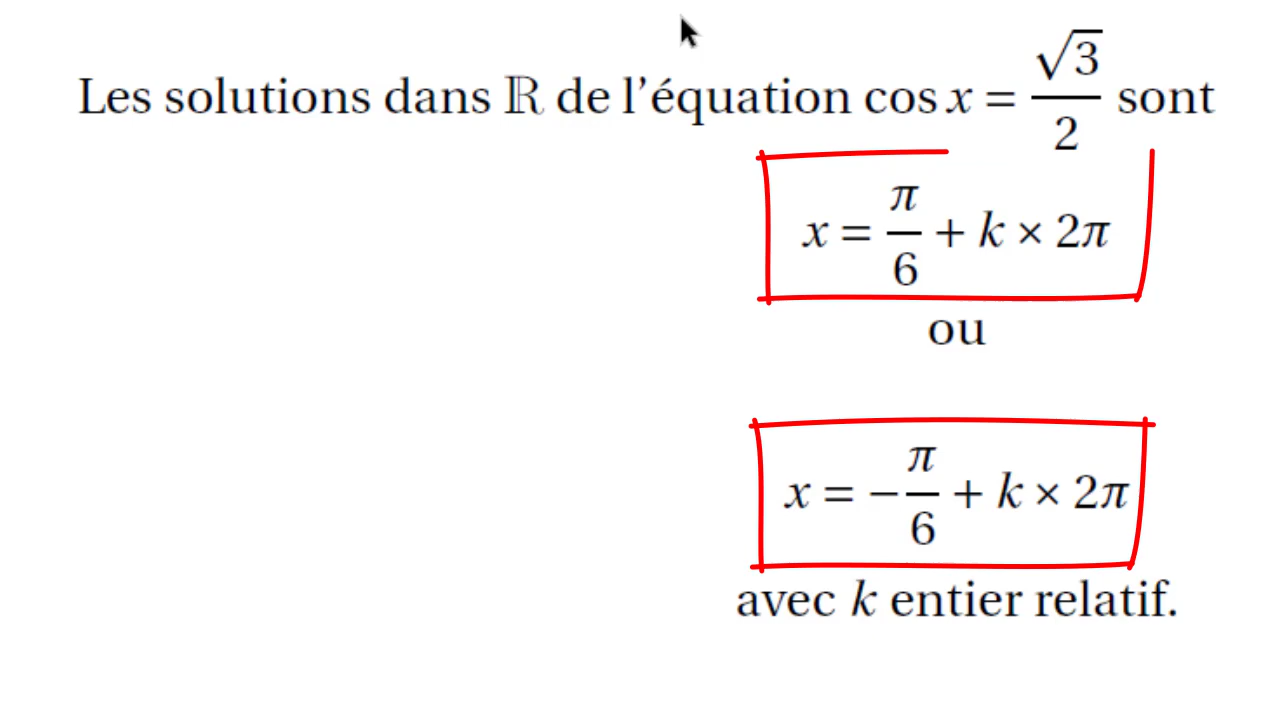 Les solutions dans ℝ de l’équation cos x = √3/2 sont
x = π/6 + k × 2π
ou
x = −π/6 + k × 2π
avec k entier relatif.